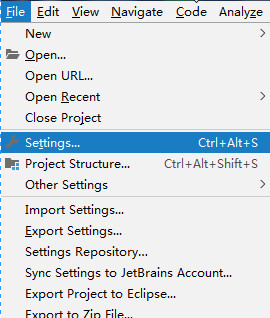 File Edit View Navigate Code Analyze
New
Open...
Open URL...
Open Recent
Close Project
Settings... Ctrl+Alt+S
Project Structure... Ctrl+Alt+Shift+S
Other Settings
Import Settings...
Export Settings...
Settings Repository...
Sync Settings to JetBrains Account...
Export Project to Eclipse...
Export to Zip File...